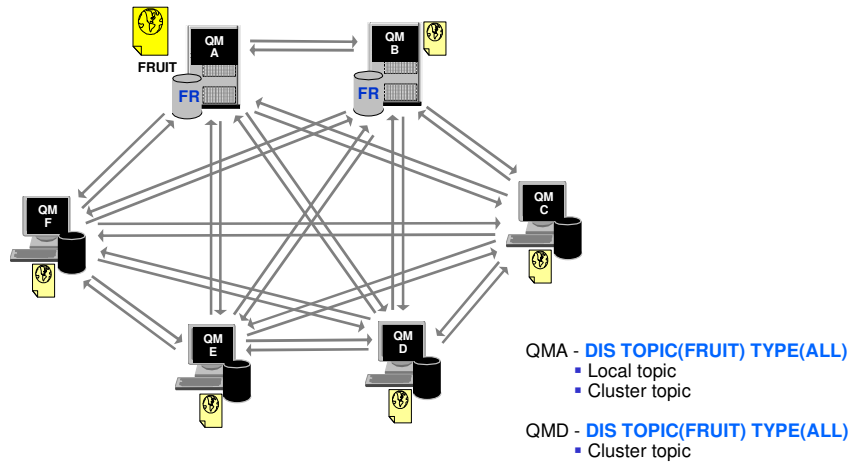 QM
A
QM
B
FRUIT
FR
FR
QM
F
QM
C
QM
E
QM
D
QMA - DIS TOPIC(FRUIT) TYPE(ALL)
▪ Local topic
▪ Cluster topic
QMD - DIS TOPIC(FRUIT) TYPE(ALL)
▪ Cluster topic